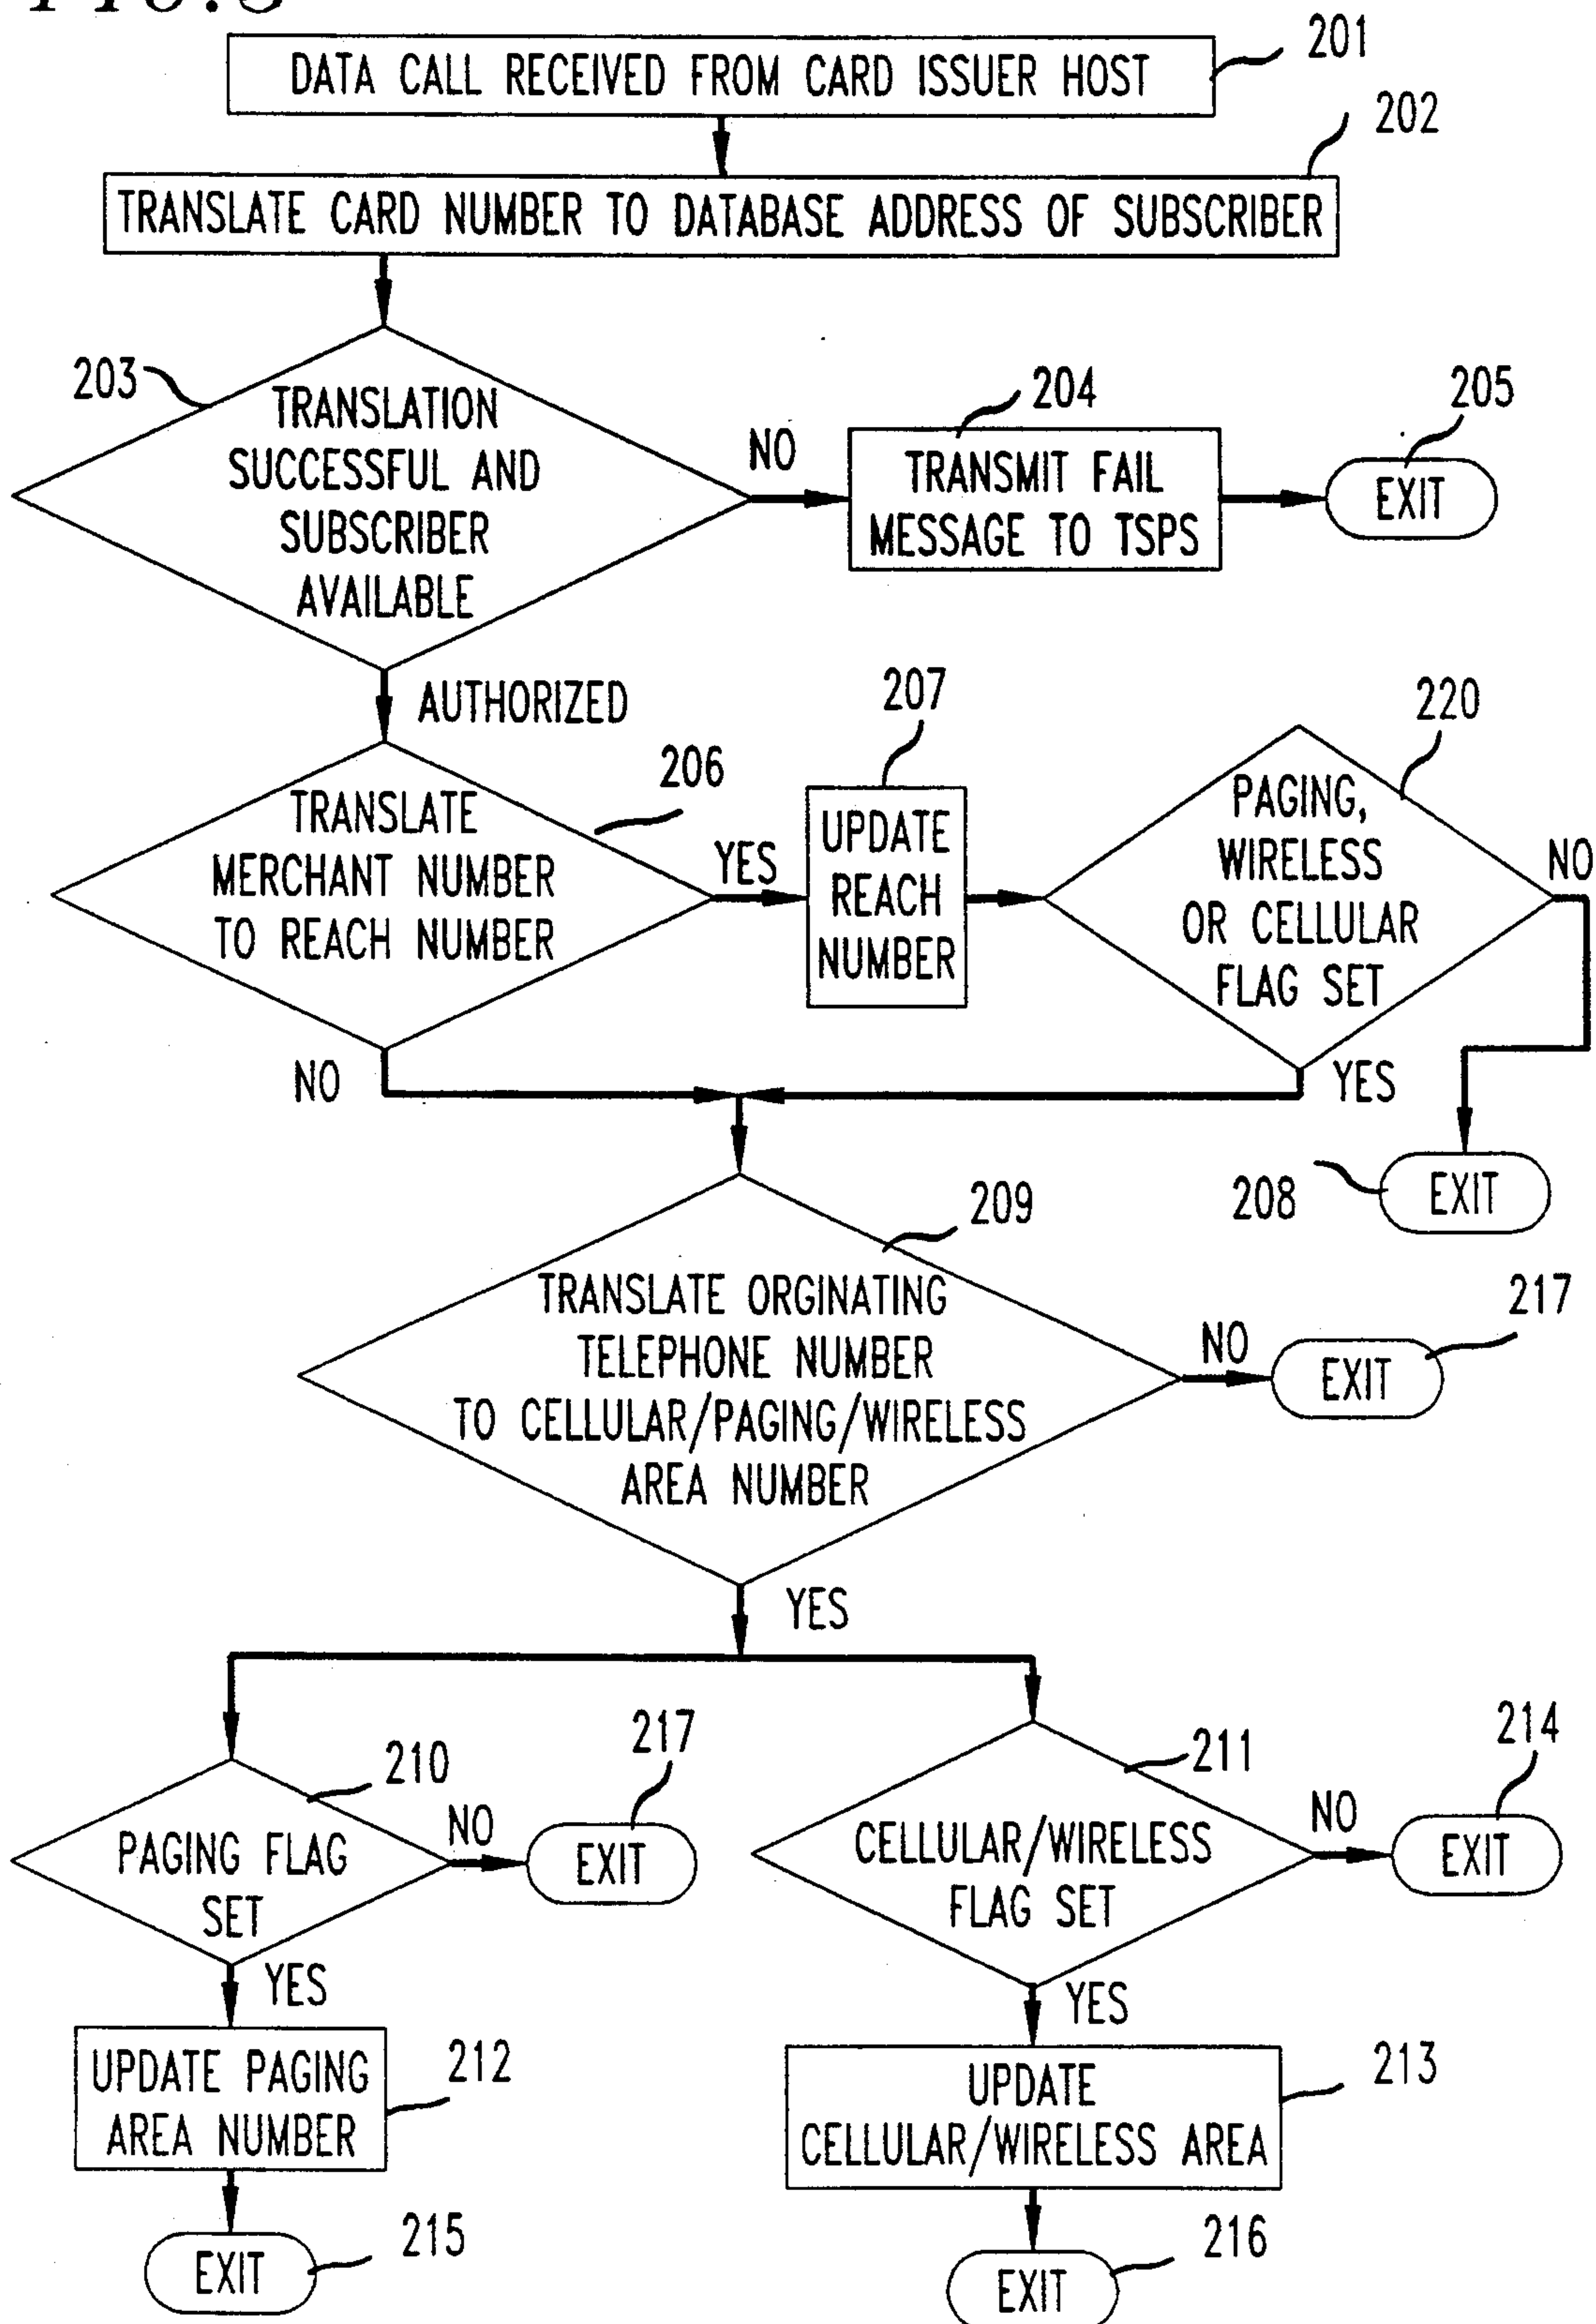 201
DATA CALL RECEIVED FROM CARD ISSUER HOST
202
TRANSLATE CARD NUMBER TO DATABASE ADDRESS OF SUBSCRIBER
203
TRANSLATION
SUCCESSFUL AND
SUBSCRIBER
AVAILABLE
NO
204
TRANSMIT FAIL
MESSAGE TO TSPS
205
EXIT
AUTHORIZED
206
TRANSLATE
MERCHANT NUMBER
TO REACH NUMBER
YES
207
UPDATE
REACH
NUMBER
220
PAGING,
WIRELESS
OR CELLULAR
FLAG SET
NO
NO
YES
208
EXIT
209
TRANSLATE ORGINATING
TELEPHONE NUMBER
TO CELLULAR/PAGING/WIRELESS
AREA NUMBER
NO
217
EXIT
YES
210
PAGING FLAG
SET
NO
217
EXIT
211
CELLULAR/WIRELESS
FLAG SET
NO
214
EXIT
YES
YES
UPDATE PAGING
AREA NUMBER
212
UPDATE
CELLULAR/WIRELESS AREA
213
EXIT
215
EXIT
216